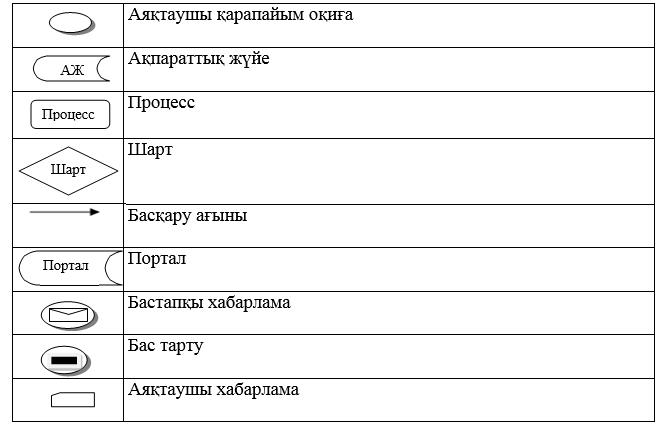 Аяқтаушы қарапайым оқиға
АЖ
Ақпараттық жүйе
Процесс
Процесс
Шарт
Шарт
Басқару ағыны
Портал
Портал
Бастапқы хабарлама
Бас тарту
Аяқтаушы хабарлама